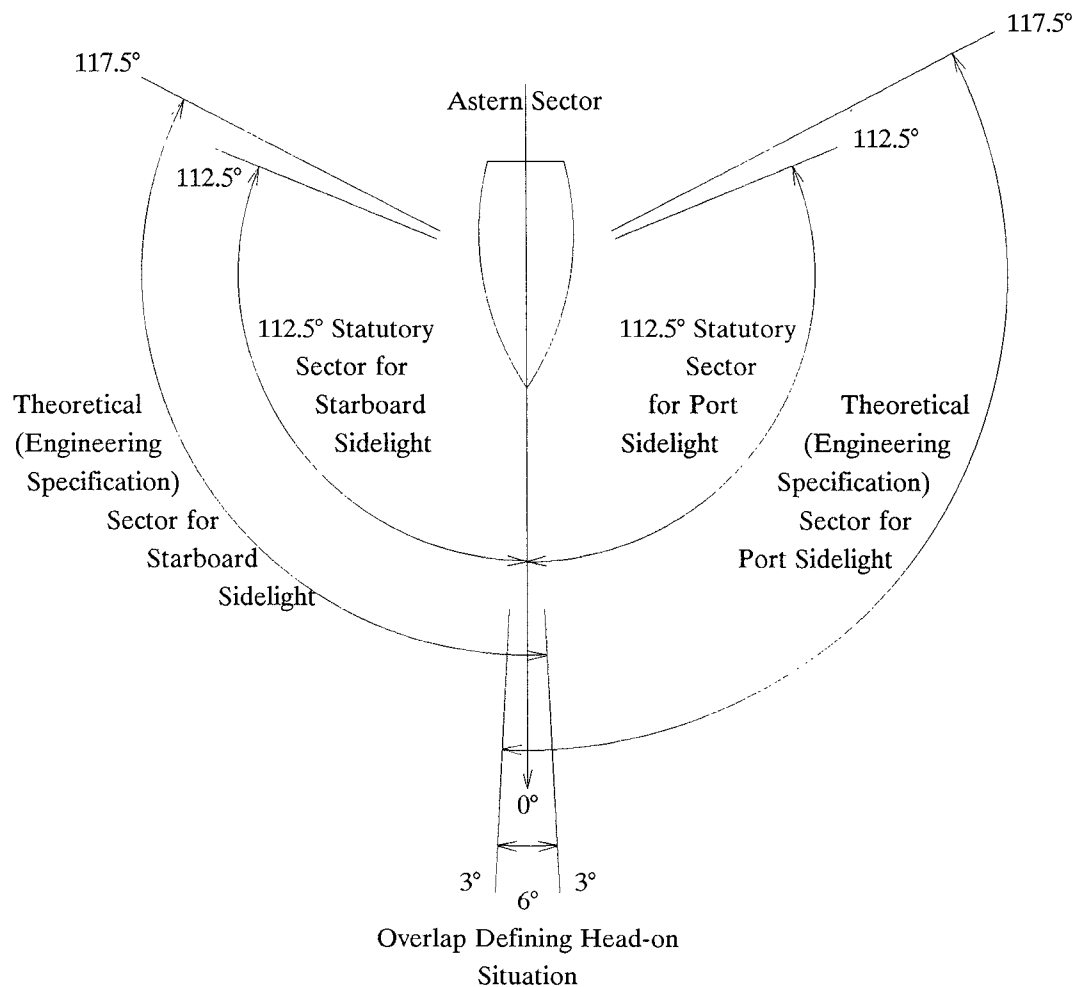 117.5°
117.5°
Astern Sector
112.5°
112.5°
112.5° Statutory
Sector for
Starboard
Sidelight
112.5° Statutory
Sector
for Port
Sidelight
Theoretical
(Engineering
Specification)
Sector for
Starboard
Sidelight
Theoretical
(Engineering
Specification)
Sector for
Port Sidelight
0°
3°
6°
3°
Overlap Defining Head-on
Situation